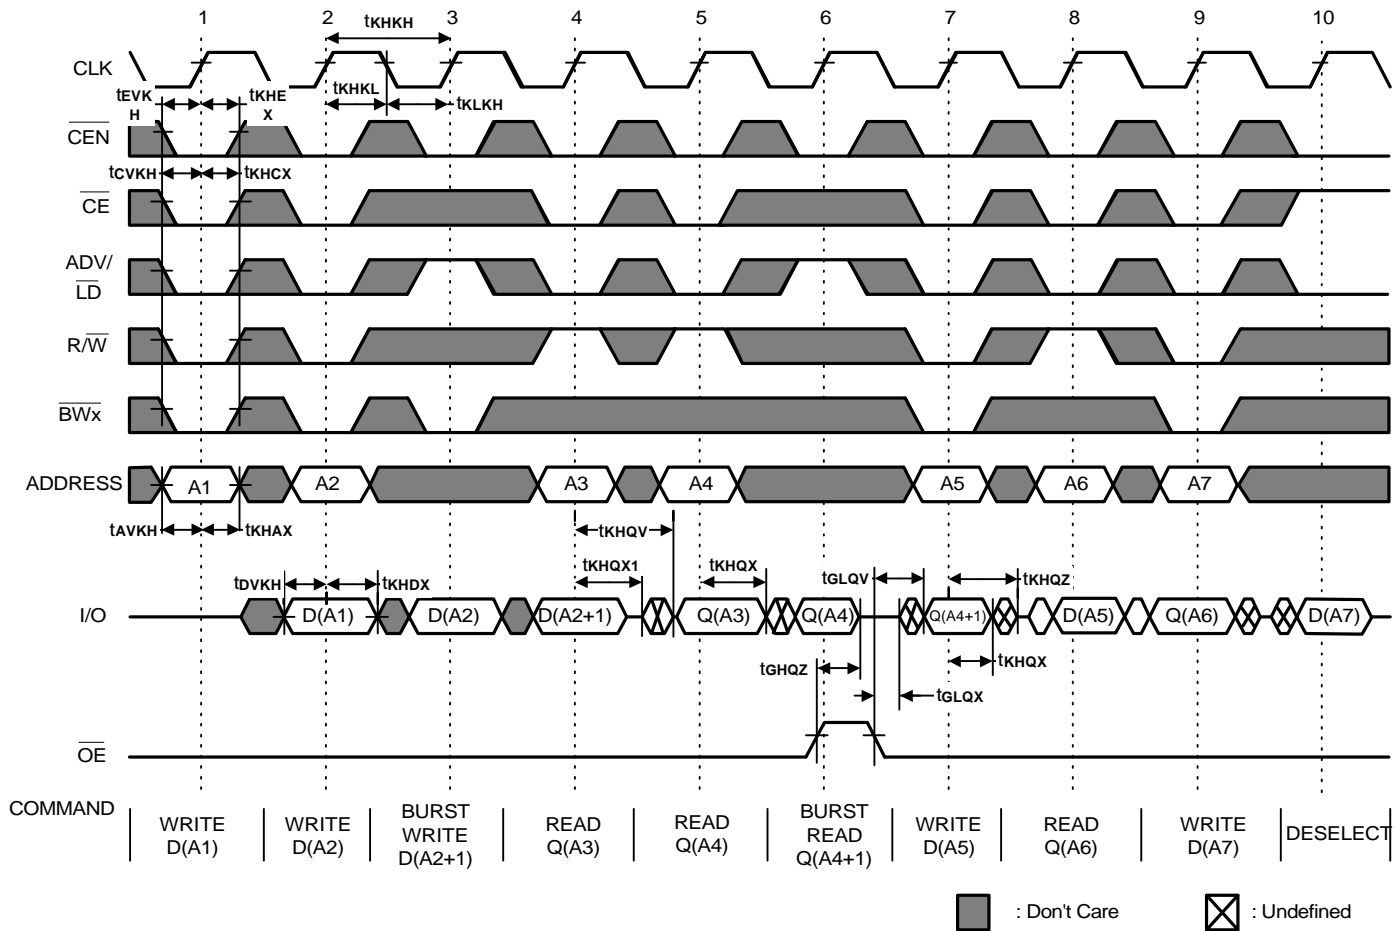 1 2 3 4 5 6 7 8 9 10
tKHKH
CLK
tEVK
H
tKHE
X
tKHKL
tKLKH
CEN
tCVKH
tKHCX
CE
ADV/
LD
R/W
BWx
ADDRESS
A1 A2 A3 A4 A5 A6 A7
tAVKH
tKHAX
tKHQV
tDVKH
tKHDX
tKHQX1
tKHQX
tGLQV
tKHQZ
I/O
D(A1) D(A2) D(A2+1) Q(A3) Q(A4) Q(A4+1) D(A5) Q(A6) D(A7)
tGHQZ
tKHQX
tGLQX
OE
COMMAND
WRITE
D(A1)
WRITE
D(A2)
BURST
WRITE
D(A2+1)
READ
Q(A3)
READ
Q(A4)
BURST
READ
Q(A4+1)
WRITE
D(A5)
READ
Q(A6)
WRITE
D(A7)
DESELECT
: Don't Care
: Undefined